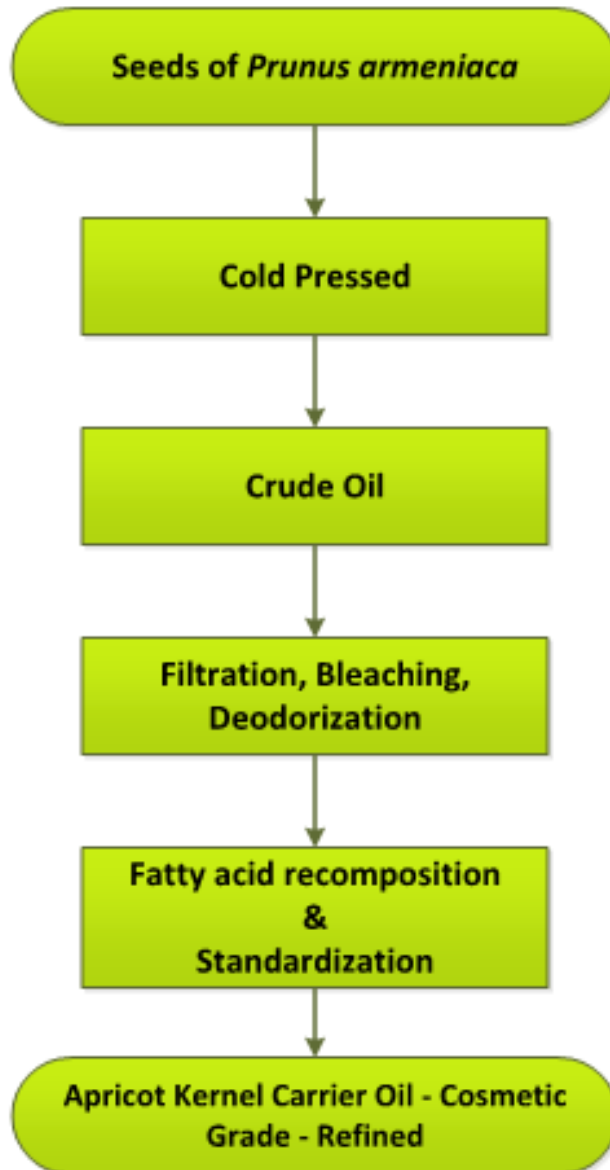 Seeds of Prunus armeniaca
Cold Pressed
Crude Oil
Filtration, Bleaching,
Deodorization
Fatty acid recomposition
&
Standardization
Apricot Kernel Carrier Oil - Cosmetic
Grade - Refined